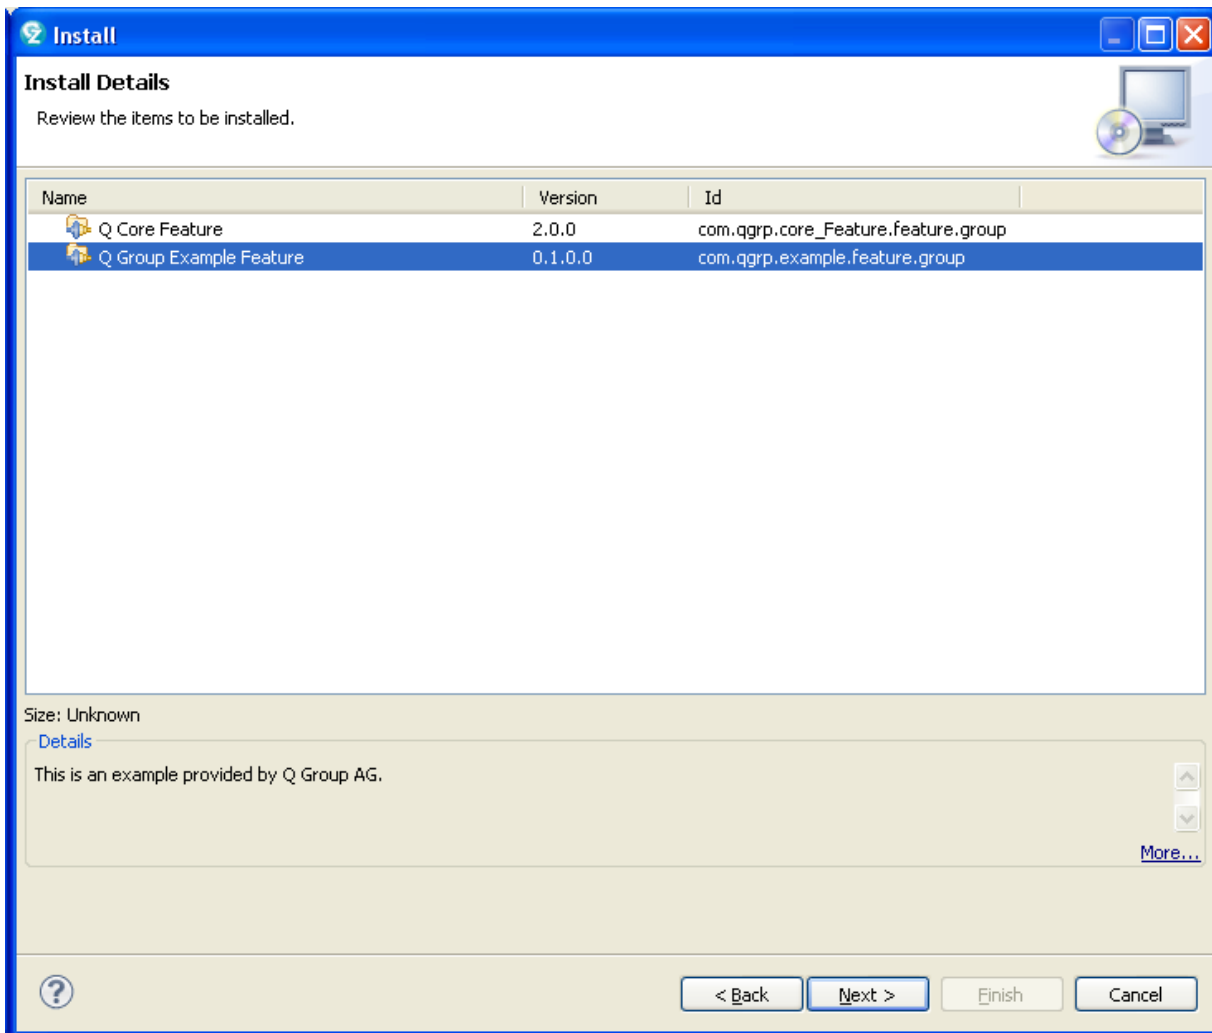 Install
Install Details
Review the items to be installed.
Name Version Id
Q Core Feature 2.0.0 com.qgrp.core_Feature.feature.group
Q Group Example Feature 0.1.0.0 com.qgrp.example.feature.group
Size: Unknown
Details
This is an example provided by Q Group AG.
More...
? < Back Next > Finish Cancel